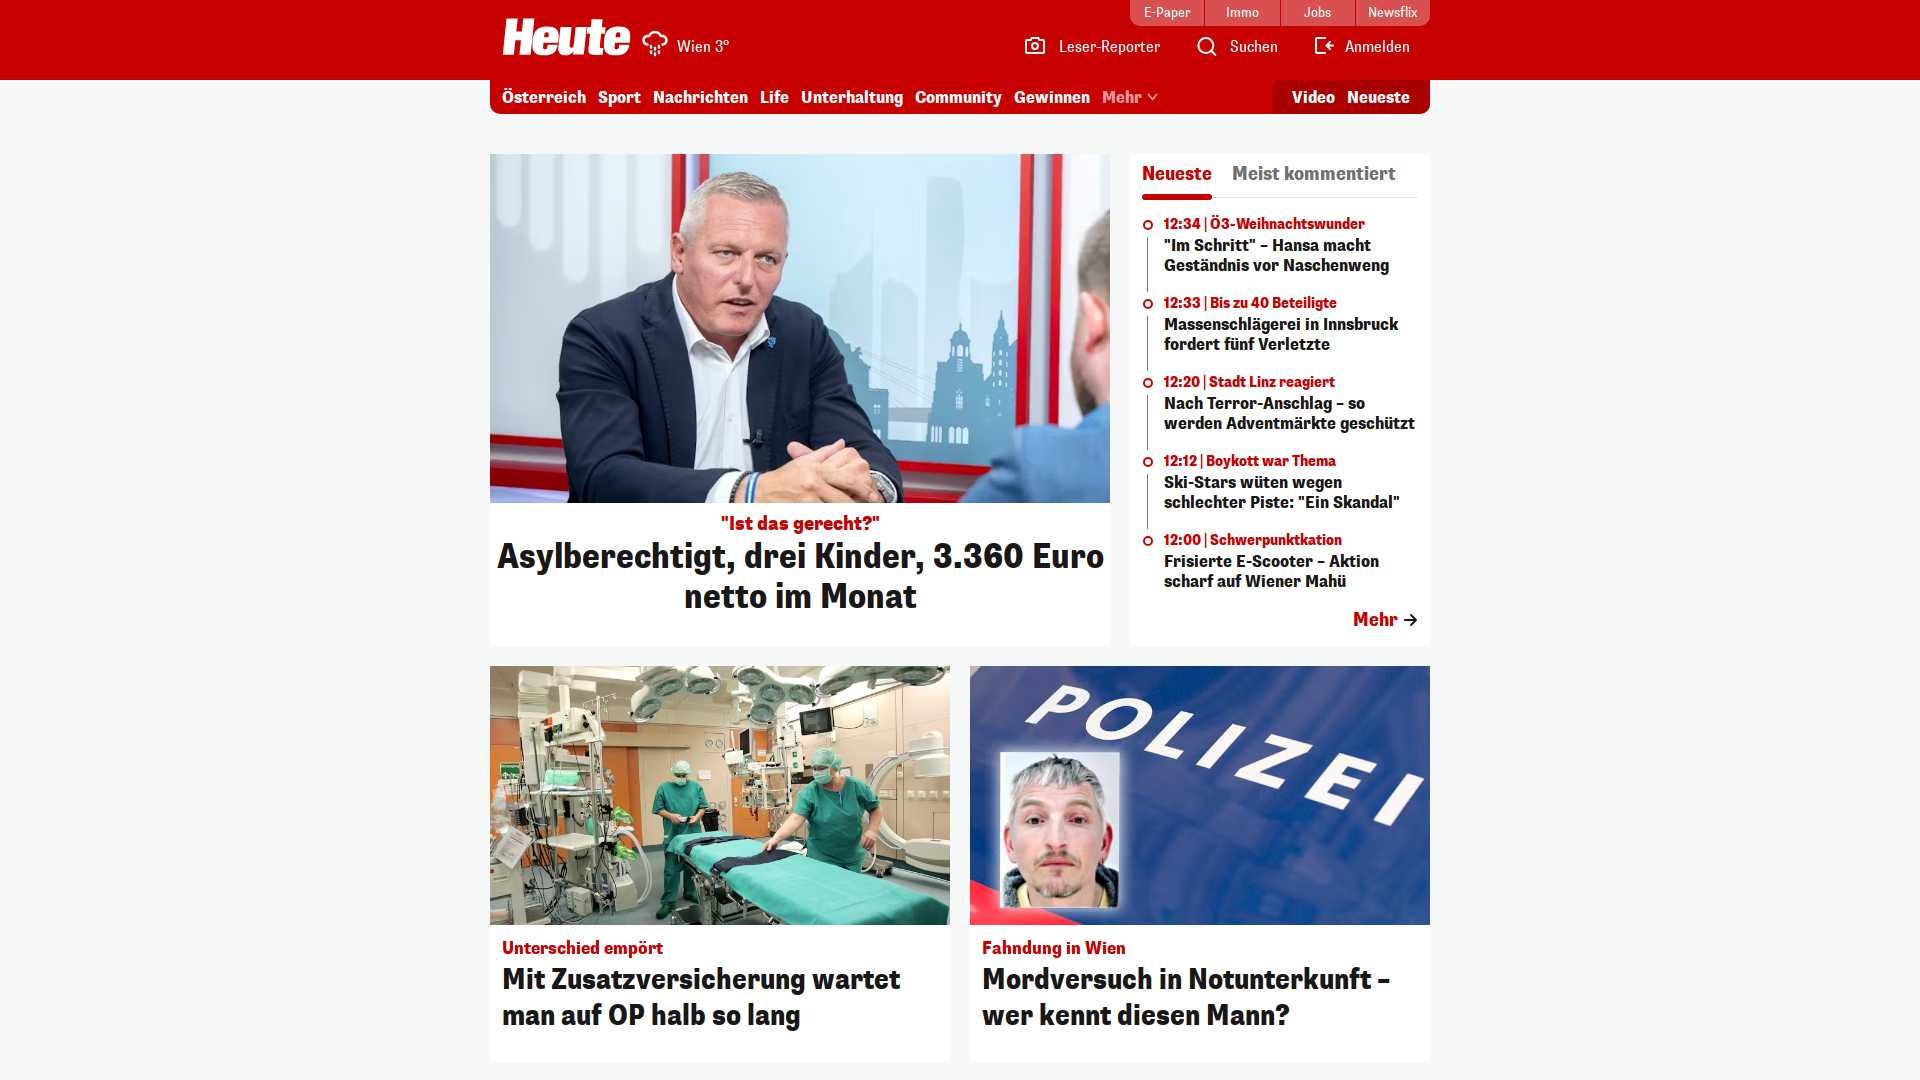 E-Paper
Immo
Jobs
Newsflix
Heute
Wien 3°
Leser-Reporter
Suchen
Anmelden
Österreich
Sport
Nachrichten
Life
Unterhaltung
Community
Gewinnen
Mehr
Video
Neueste
"Ist das gerecht?"
Asylberechtigt, drei Kinder, 3.360 Euro
netto im Monat
Neueste
Meist kommentiert
12:34 | Ö3-Weihnachtswunder
"Im Schritt" – Hansa macht
Geständnis vor Naschenweng
12:33 | Bis zu 40 Beteiligte
Massenschlägerei in Innsbruck
fordert fünf Verletzte
12:20 | Stadt Linz reagiert
Nach Terror-Anschlag – so
werden Adventmärkte geschützt
12:12 | Boykott war Thema
Ski-Stars wüten wegen
schlechter Piste: "Ein Skandal"
12:00 | Schwerpunktkation
Frisierte E-Scooter – Aktion
scharf auf Wiener Mahü
Mehr
Unterschied empört
Mit Zusatzversicherung wartet
man auf OP halb so lang
POLIZEI
Fahndung in Wien
Mordversuch in Notunterkunft –
wer kennt diesen Mann?